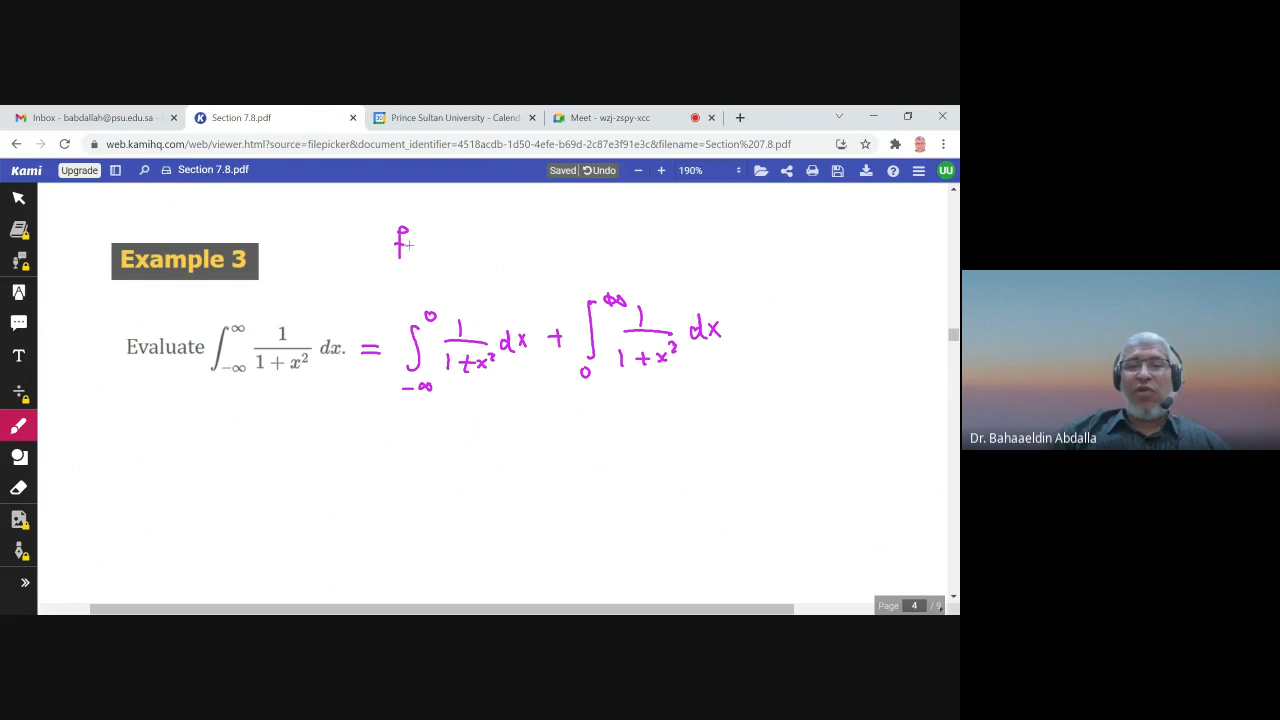 Inbox - babdallah@psu.edu.sa - Section 7.8.pdf Prince Sultan University - Calend Meet - wzj-zspy-xcc
web.kamihq.com/web/viewer.html?source=filepicker&document_identifier=4518acdb-1d50-4efe-b69d-2c87e3f91e3c&filename=Section%207.8.pdf
Kami Upgrade Section 7.8.pdf Saved Undo 190% UU
f
Example 3
Evaluate ∫_{-∞}^{∞} 1/(1 + x²) dx. = ∫_{-∞}^{0} 1/(1+x²) dx + ∫_{0}^{∞} 1/(1+x²) dx
Dr. Bahaaeldin Abdalla
Page 4 / 9